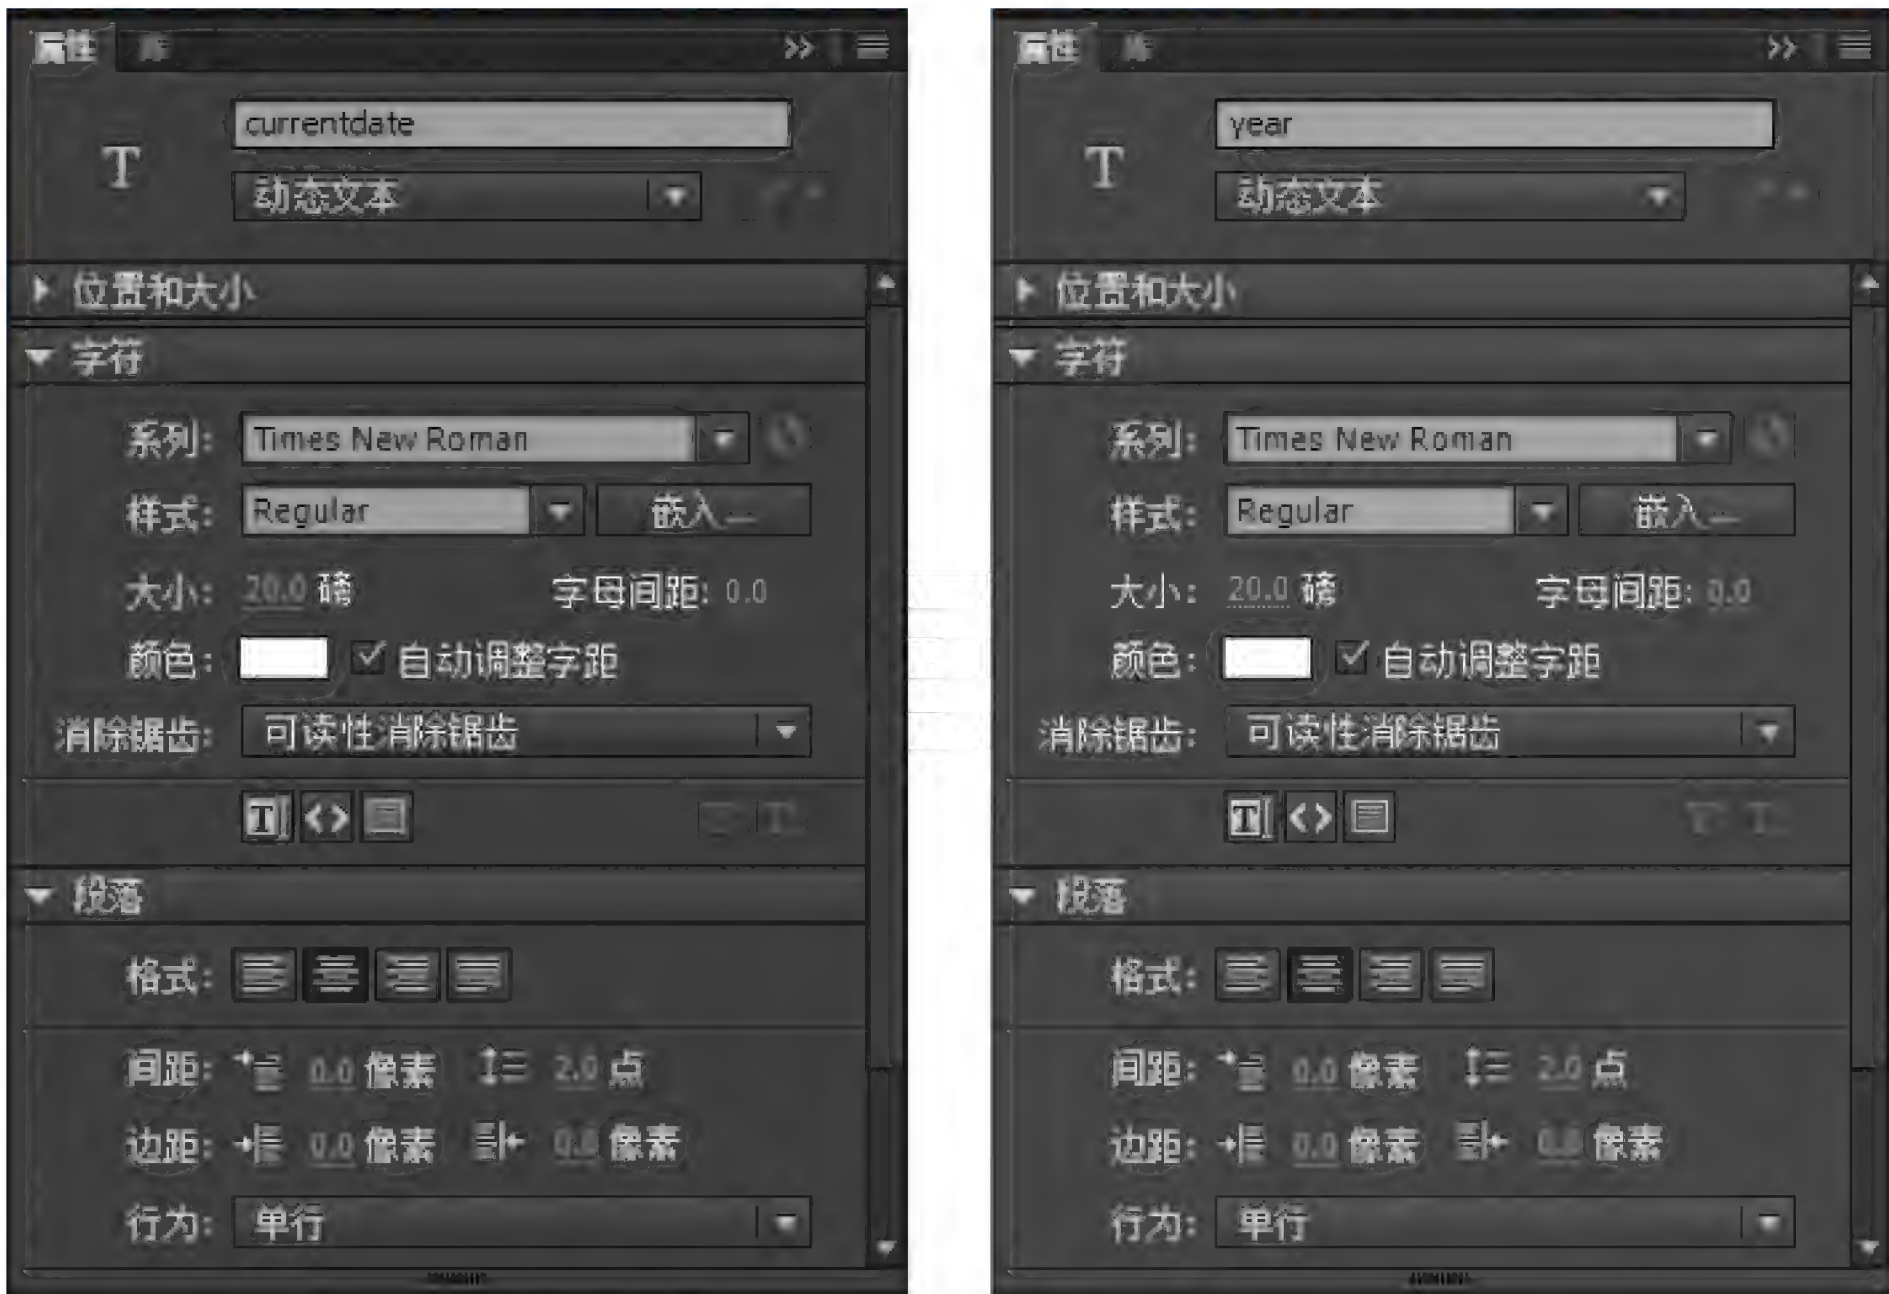 属性 库
currentdate
动态文本
位置和大小
字符
系列: Times New Roman
样式: Regular 嵌入...
大小: 20.0 磅 字母间距: 0.0
颜色: 自动调整字距
消除锯齿: 可读性消除锯齿
段落
格式:
间距: 0.0 像素 2.0 点
边距: 0.0 像素 0.0 像素
行为: 单行
属性 库
year
动态文本
位置和大小
字符
系列: Times New Roman
样式: Regular 嵌入...
大小: 20.0 磅 字母间距: 0.0
颜色: 自动调整字距
消除锯齿: 可读性消除锯齿
段落
格式:
间距: 0.0 像素 2.0 点
边距: 0.0 像素 0.0 像素
行为: 单行